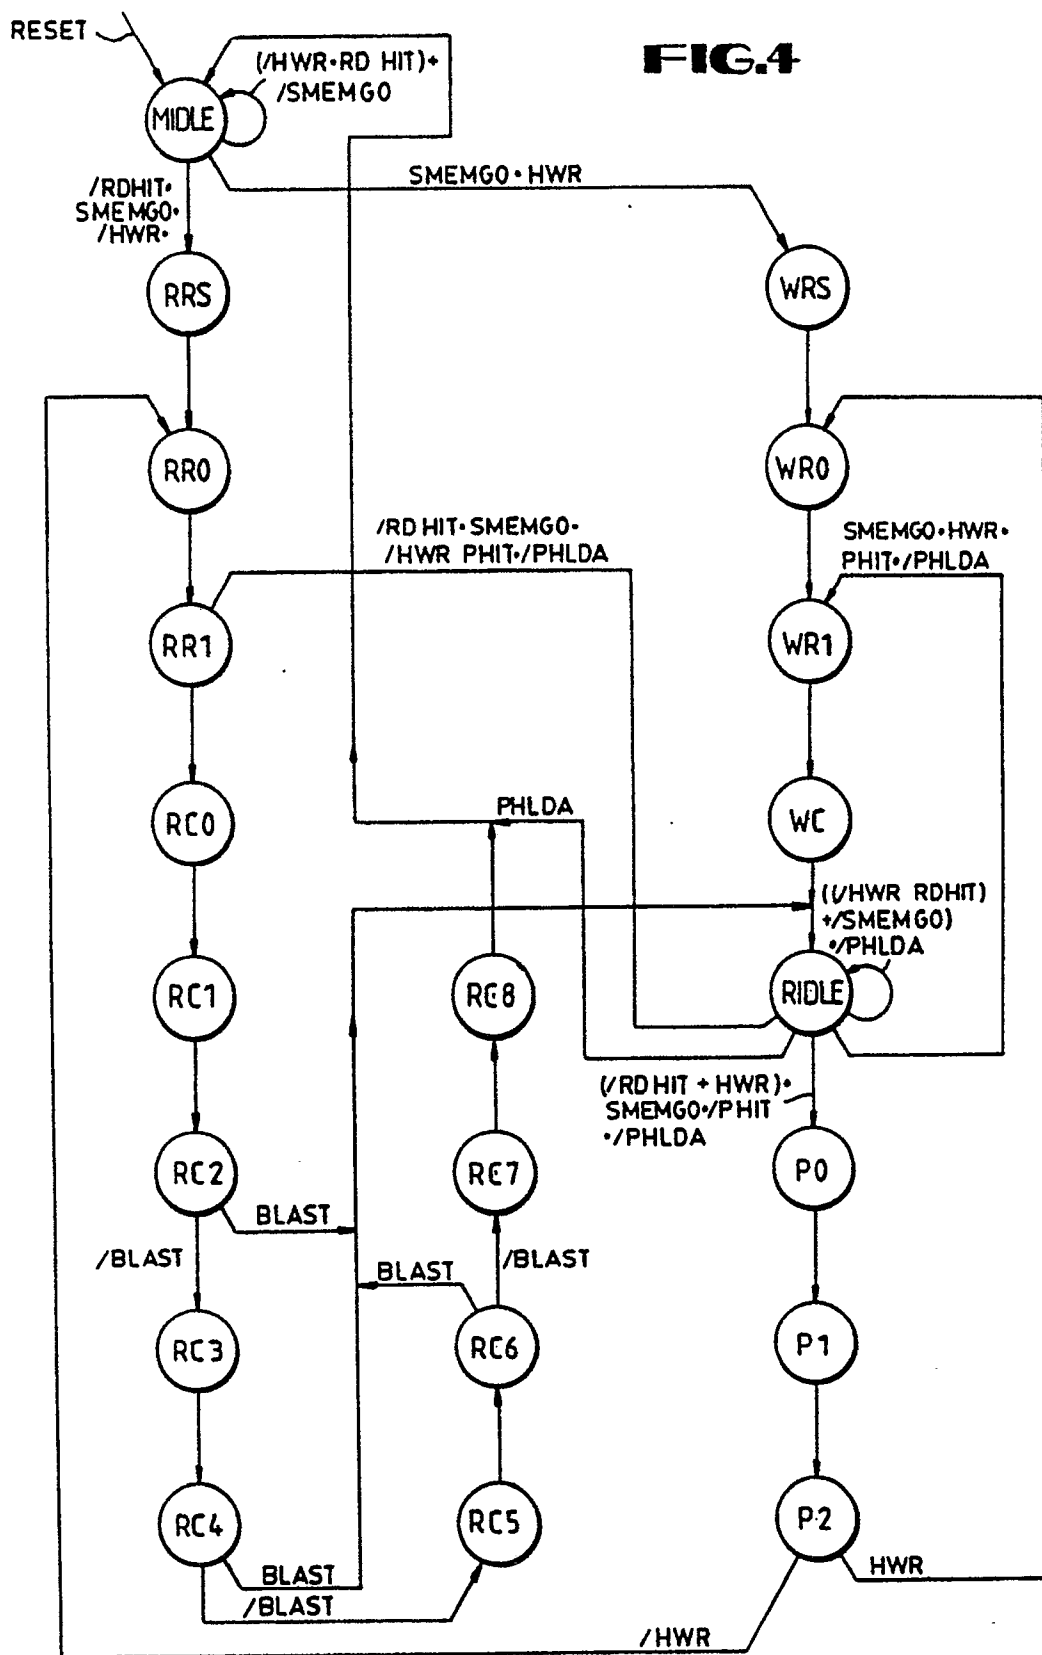 RESET
FIG.4
(/HWR•RD HIT)+
/SMEMGO
MIDLE
SMEMGO•HWR
/RDHIT•
SMEMGO•
/HWR•
RRS
WRS
RR0
WR0
/RD HIT•SMEMGO•
/HWR PHIT•/PHLDA
SMEMGO•HWR•
PHIT•/PHLDA
RR1
WR1
RC0
PHLDA
WC
((/HWR RDHIT)
+/SMEMGO)
•/PHLDA
RC1
RC8
RIDLE
(/RD HIT + HWR)•
SMEMGO•/PHIT
•/PHLDA
RC2
RC7
P0
BLAST
/BLAST
/BLAST
BLAST
RC3
RC6
P1
RC4
RC5
P2
BLAST
/BLAST
HWR
/HWR